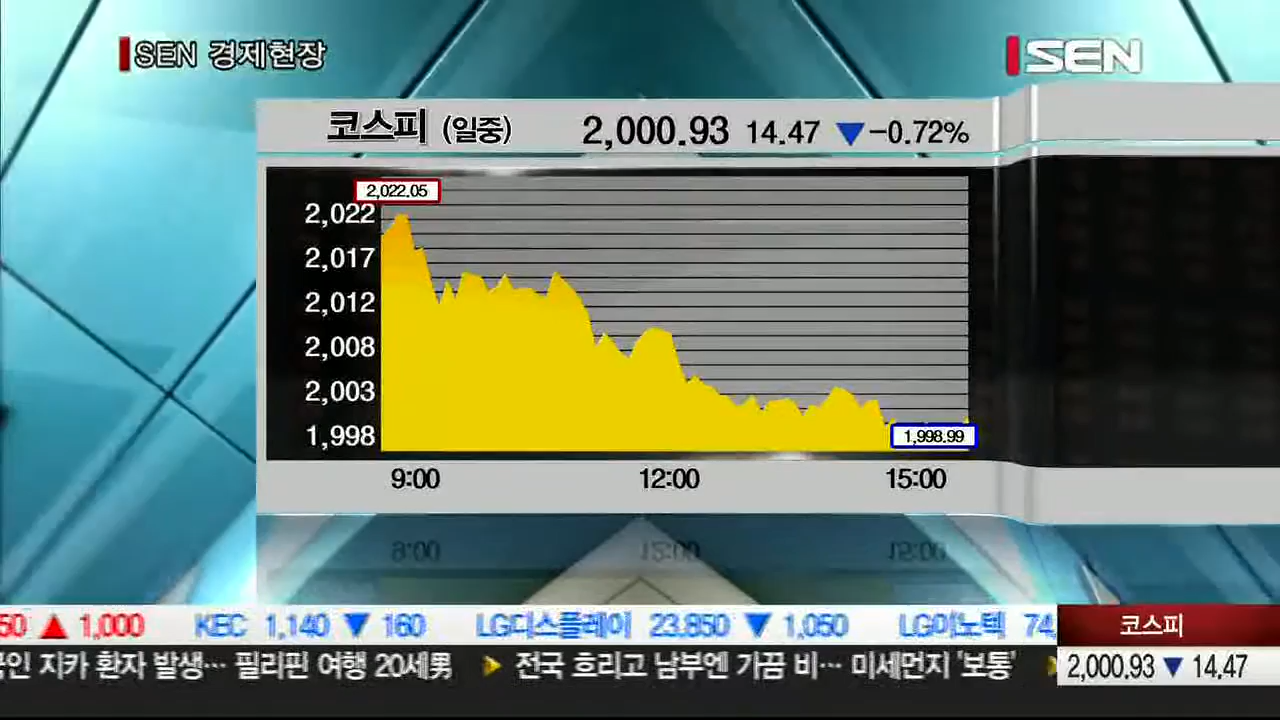 SEN 경제현장
SEN
코스피 (일중) 2,000.93 14.47 ▼-0.72%
2,022.05
2,022
2,017
2,012
2,008
2,003
1,998
1,998.99
9:00 12:00 15:00
50 ▲ 1,000 KEC 1,140 ▼ 160 LG디스플레이 23,850 ▼ 1,050 LG이노텍 74,
코스피
인 지카 환자 발생… 필리핀 여행 20세男 ▶ 전국 흐리고 남부엔 가끔 비… 미세먼지 '보통'
2,000.93 ▼ 14.47